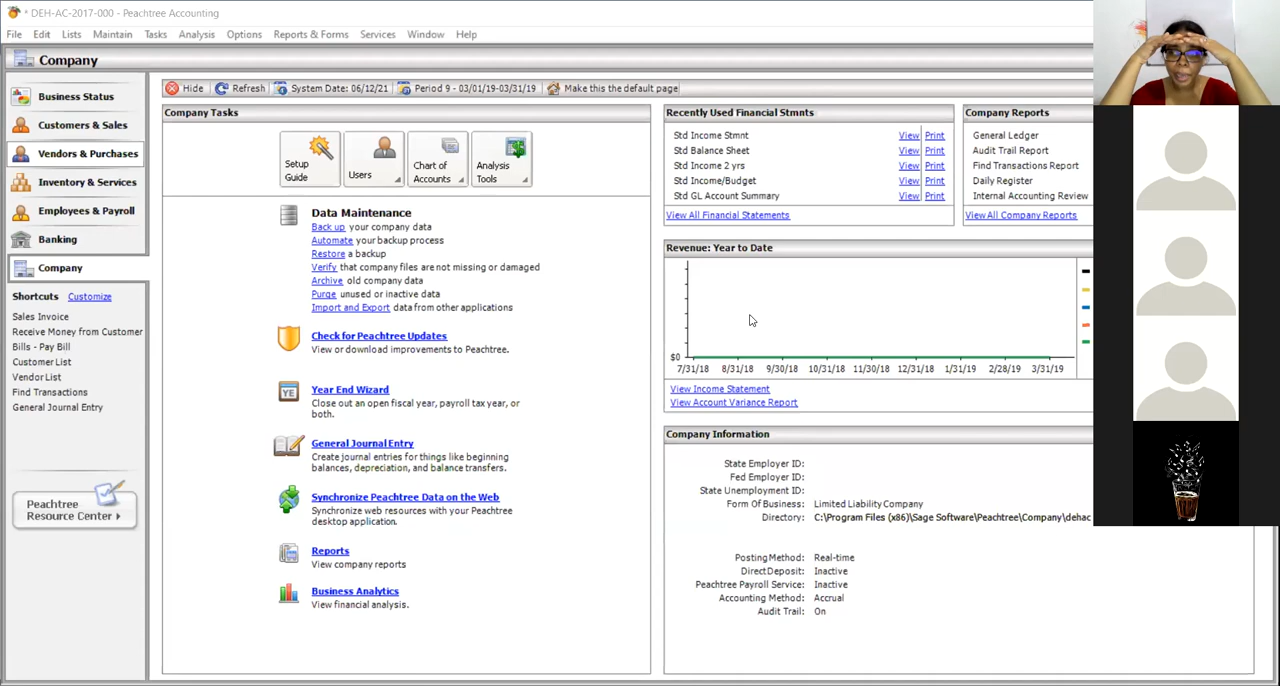 * DEH-AC-2017-000 - Peachtree Accounting
File Edit Lists Maintain Tasks Analysis Options Reports & Forms Services Window Help
Company
Business Status
Customers & Sales
Vendors & Purchases
Inventory & Services
Employees & Payroll
Banking
Company
Shortcuts Customize
Sales Invoice
Receive Money from Customer
Bills - Pay Bill
Customer List
Vendor List
Find Transactions
General Journal Entry
Peachtree
Resource Center
Hide Refresh System Date: 06/12/21 Period 9 - 03/01/19-03/31/19 Make this the default page
Company Tasks
Setup
Guide
Users
Chart of
Accounts
Analysis
Tools
Data Maintenance
Back up your company data
Automate your backup process
Restore a backup
Verify that company files are not missing or damaged
Archive old company data
Purge unused or inactive data
Import and Export data from other applications
Check for Peachtree Updates
View or download improvements to Peachtree.
YE
Year End Wizard
Close out an open fiscal year, payroll tax year, or
both.
General Journal Entry
Create journal entries for things like beginning
balances, depreciation, and balance transfers.
Synchronize Peachtree Data on the Web
Synchronize web resources with your Peachtree
desktop application.
Reports
View company reports
Business Analytics
View financial analysis.
Recently Used Financial Stmnts
Std Income Stmnt View Print
Std Balance Sheet View Print
Std Income 2 yrs View Print
Std Income/Budget View Print
Std GL Account Summary View Print
View All Financial Statements
Company Reports
General Ledger
Audit Trail Report
Find Transactions Report
Daily Register
Internal Accounting Review
View All Company Reports
Revenue: Year to Date
$0
7/31/18 8/31/18 9/30/18 10/31/18 11/30/18 12/31/18 1/31/19 2/28/19 3/31/19
View Income Statement
View Account Variance Report
Company Information
State Employer ID:
Fed Employer ID:
State Unemployment ID:
Form Of Business: Limited Liability Company
Directory: C:\Program Files (x86)\Sage Software\Peachtree\Company\dehac
Posting Method: Real-time
Direct Deposit: Inactive
Peachtree Payroll Service: Inactive
Accounting Method: Accrual
Audit Trail: On